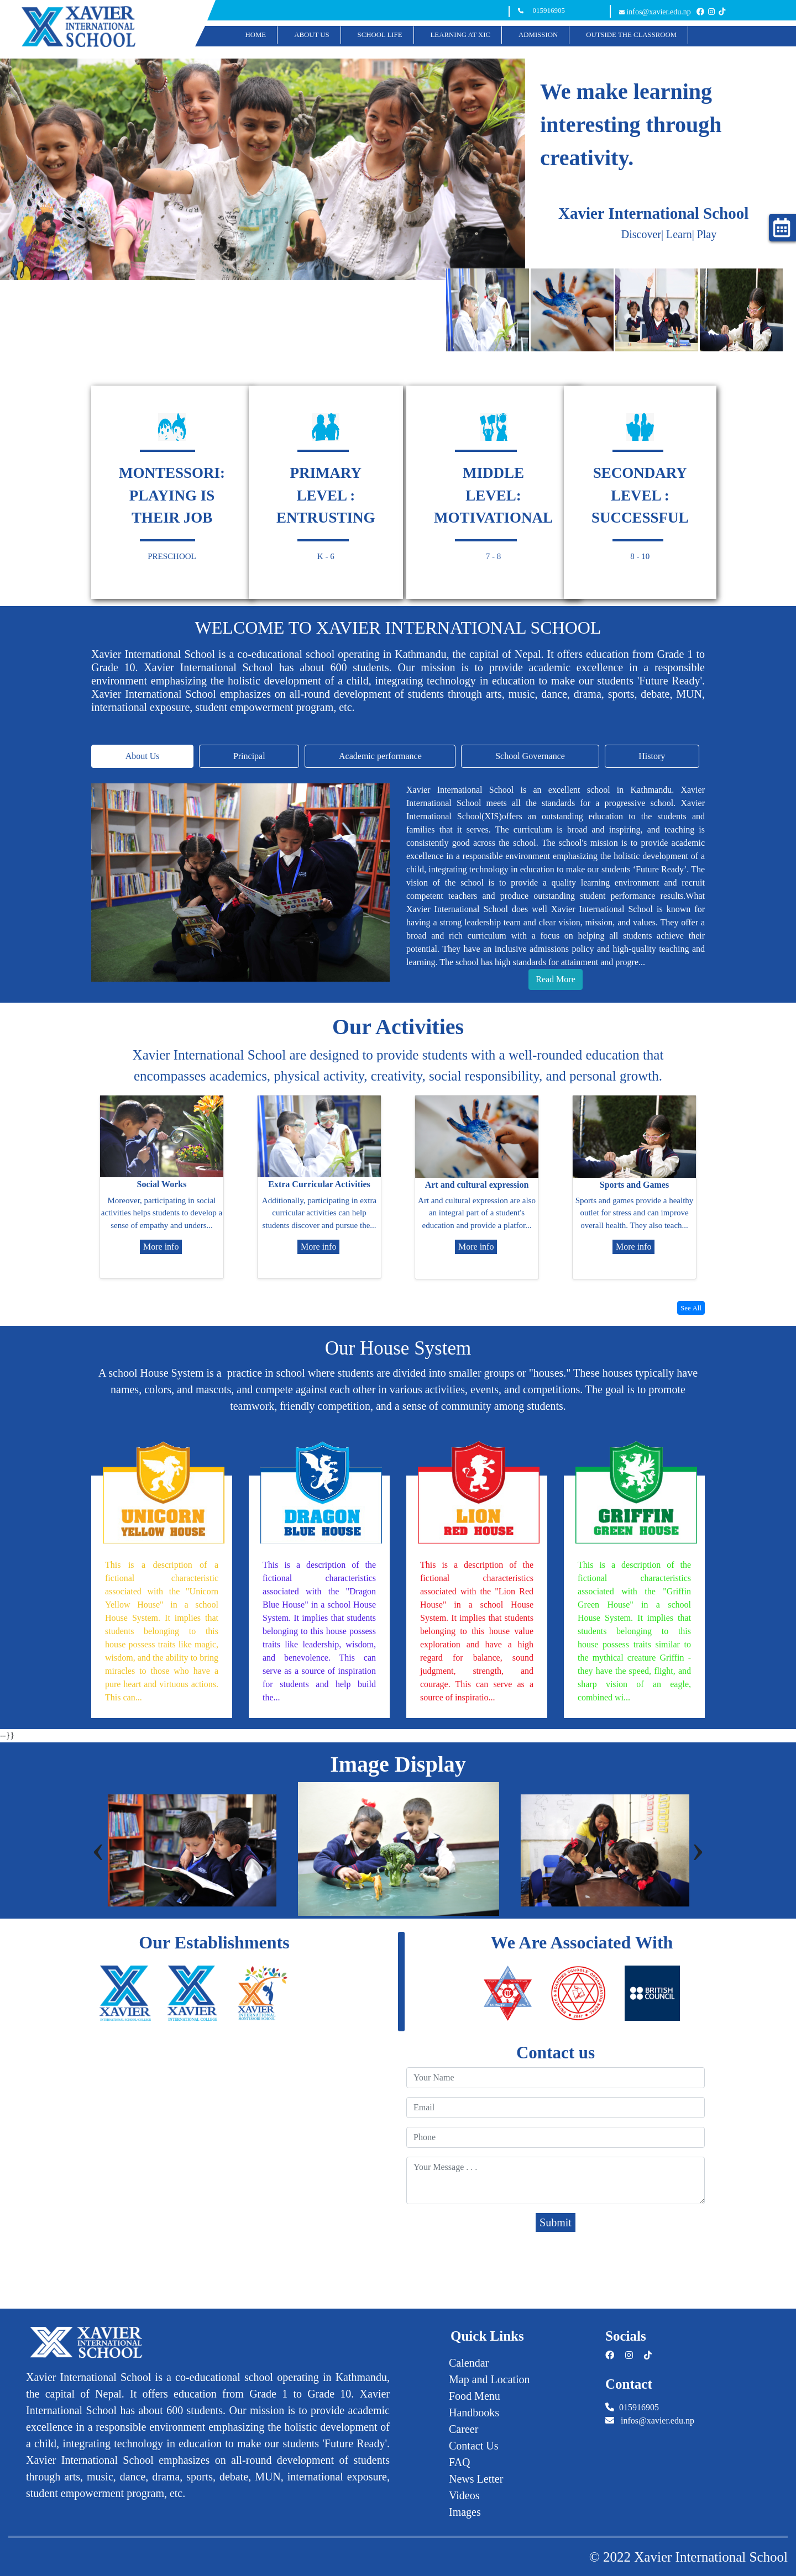 XAVIER
INTERNATIONAL
SCHOOL
015916905
infos@xavier.edu.np
HOME
ABOUT US
SCHOOL LIFE
LEARNING AT XIC
ADMISSION
OUTSIDE THE CLASSROOM
We make learning
interesting through
creativity.
Xavier International School
Discover| Learn| Play
MONTESSORI:
PLAYING IS
THEIR JOB
PRESCHOOL
PRIMARY
LEVEL :
ENTRUSTING
K - 6
MIDDLE
LEVEL:
MOTIVATIONAL
7 - 8
SECONDARY
LEVEL :
SUCCESSFUL
8 - 10
WELCOME TO XAVIER INTERNATIONAL SCHOOL
Xavier International School is a co-educational school operating in Kathmandu, the capital of Nepal. It offers education from Grade 1 to
Grade 10. Xavier International School has about 600 students. Our mission is to provide academic excellence in a responsible
environment emphasizing the holistic development of a child, integrating technology in education to make our students 'Future Ready'.
Xavier International School emphasizes on all-round development of students through arts, music, dance, drama, sports, debate, MUN,
international exposure, student empowerment program, etc.
About Us
Principal
Academic performance
School Governance
History
Xavier International School is an excellent school in Kathmandu. Xavier
International School meets all the standards for a progressive school. Xavier
International School(XIS)offers an outstanding education to the students and
families that it serves. The curriculum is broad and inspiring, and teaching is
consistently good across the school. The school's mission is to provide academic
excellence in a responsible environment emphasizing the holistic development of a
child, integrating technology in education to make our students ‘Future Ready’. The
vision of the school is to provide a quality learning environment and recruit
competent teachers and produce outstanding student performance results.What
Xavier International School does well Xavier International School is known for
having a strong leadership team and clear vision, mission, and values. They offer a
broad and rich curriculum with a focus on helping all students achieve their
potential. They have an inclusive admissions policy and high-quality teaching and
learning. The school has high standards for attainment and progre...
Read More
Our Activities
Xavier International School are designed to provide students with a well-rounded education that
encompasses academics, physical activity, creativity, social responsibility, and personal growth.
Social Works
Moreover, participating in social
activities helps students to develop a
sense of empathy and unders...
More info
Extra Curricular Activities
Additionally, participating in extra
curricular activities can help
students discover and pursue the...
More info
Art and cultural expression
Art and cultural expression are also
an integral part of a student's
education and provide a platfor...
More info
Sports and Games
Sports and games provide a healthy
outlet for stress and can improve
overall health. They also teach...
More info
See All
Our House System
A school House System is a  practice in school where students are divided into smaller groups or "houses." These houses typically have
names, colors, and mascots, and compete against each other in various activities, events, and competitions. The goal is to promote
teamwork, friendly competition, and a sense of community among students.
UNICORN
YELLOW HOUSE
This is a description of a
fictional characteristic
associated with the "Unicorn
Yellow House" in a school
House System. It implies that
students belonging to this
house possess traits like magic,
wisdom, and the ability to bring
miracles to those who have a
pure heart and virtuous actions.
This can...
DRAGON
BLUE HOUSE
This is a description of the
fictional characteristics
associated with the "Dragon
Blue House" in a school House
System. It implies that students
belonging to this house possess
traits like leadership, wisdom,
and benevolence. This can
serve as a source of inspiration
for students and help build
the...
LION
RED HOUSE
This is a description of the
fictional characteristics
associated with the "Lion Red
House" in a school House
System. It implies that students
belonging to this house value
exploration and have a high
regard for balance, sound
judgment, strength, and
courage. This can serve as a
source of inspiratio...
GRIFFIN
GREEN HOUSE
This is a description of the
fictional characteristics
associated with the "Griffin
Green House" in a school
House System. It implies that
students belonging to this
house possess traits similar to
the mythical creature Griffin -
they have the speed, flight, and
sharp vision of an eagle,
combined wi...
--}}
Image Display
Our Establishments
XAVIER
INTERNATIONAL SCHOOL COLLEGE
XAVIER
INTERNATIONAL COLLEGE
XAVIER
INTERNATIONAL
MONTESSORI SCHOOL
We Are Associated With
BRITISH
COUNCIL
Contact us
Your Name
Email
Phone
Your Message . . .
Submit
XAVIER
INTERNATIONAL
SCHOOL
Xavier International School is a co-educational school operating in Kathmandu,
the capital of Nepal. It offers education from Grade 1 to Grade 10. Xavier
International School has about 600 students. Our mission is to provide academic
excellence in a responsible environment emphasizing the holistic development of
a child, integrating technology in education to make our students 'Future Ready'.
Xavier International School emphasizes on all-round development of students
through arts, music, dance, drama, sports, debate, MUN, international exposure,
student empowerment program, etc.
Quick Links
Calendar
Map and Location
Food Menu
Handbooks
Career
Contact Us
FAQ
News Letter
Videos
Images
Socials
Contact
015916905
infos@xavier.edu.np
© 2022 Xavier International School